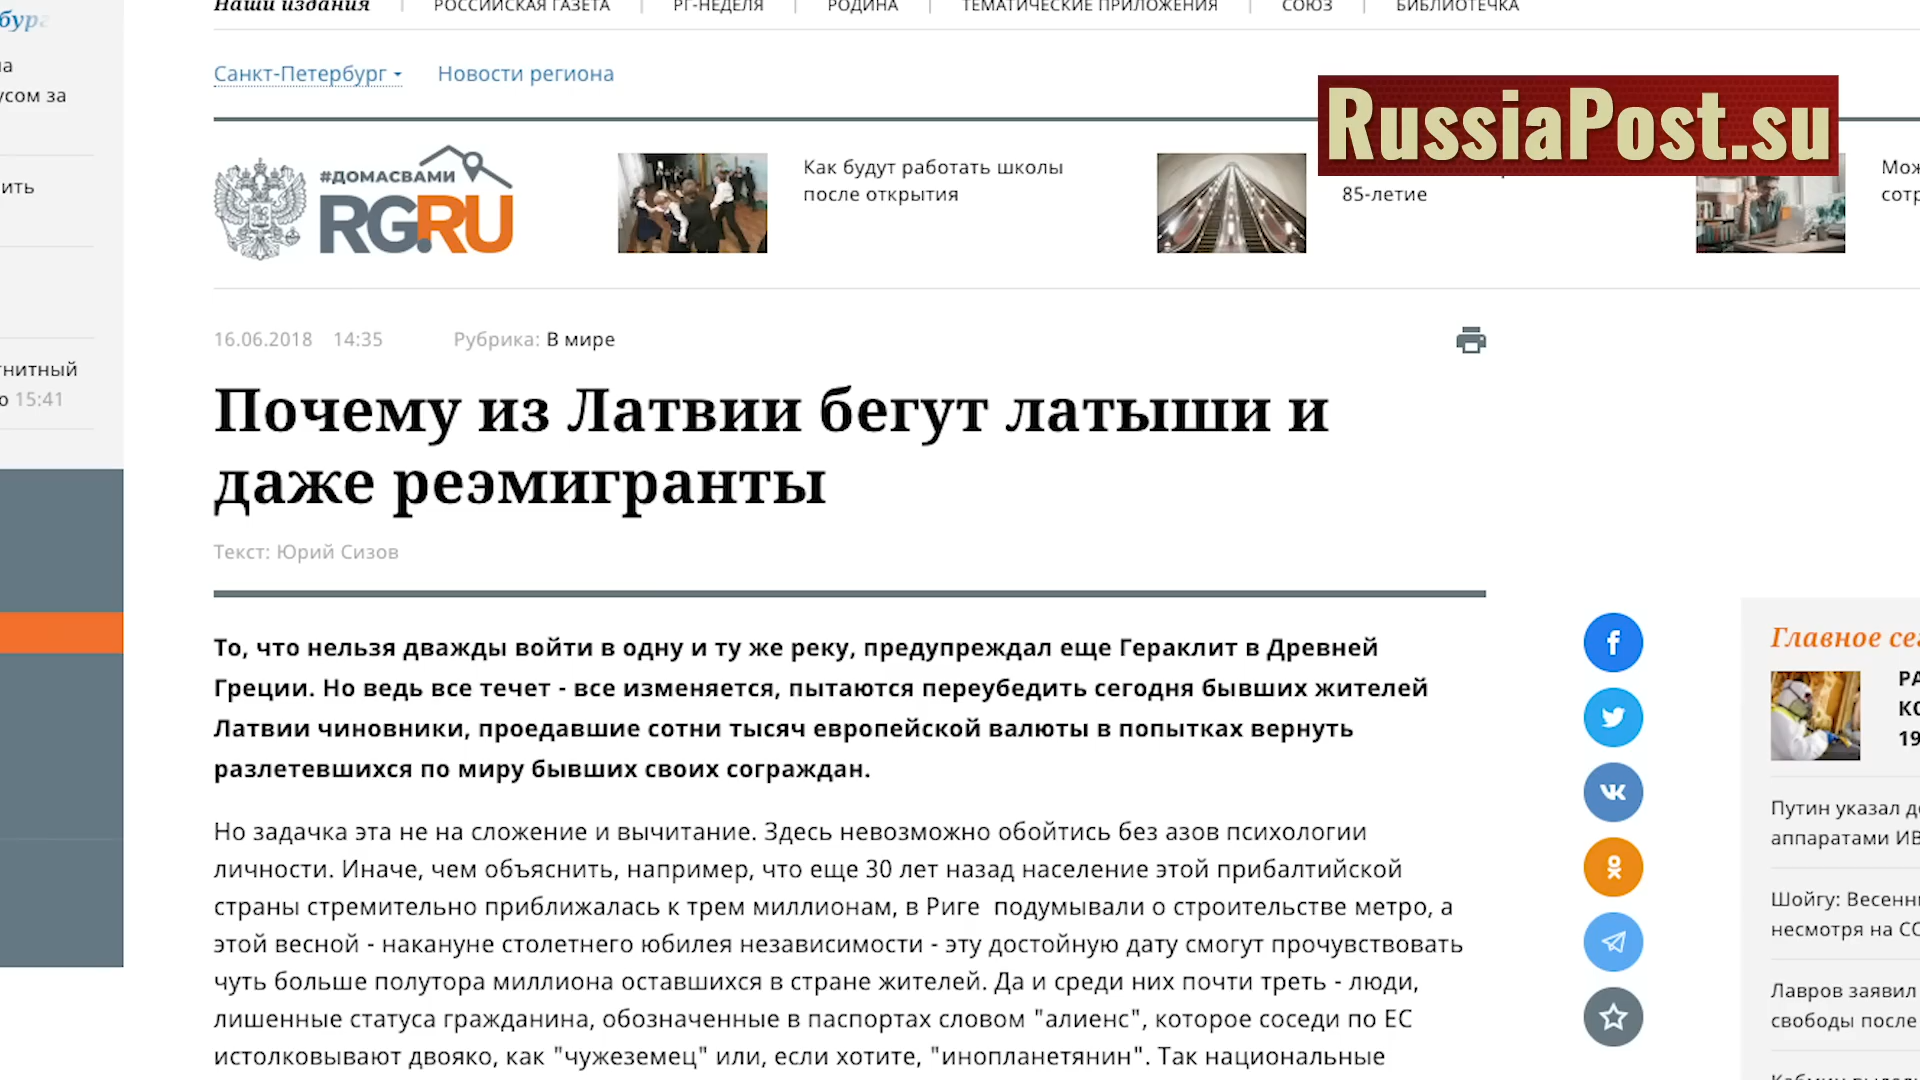 Наши издания
РОССИЙСКАЯ ГАЗЕТА
РГ-НЕДЕЛЯ
РОДИНА
ТЕМАТИЧЕСКИЕ ПРИЛОЖЕНИЯ
СОЮЗ
БИБЛИОТЕЧКА
усом за
15:41
Санкт-Петербург
Новости региона
RussiaPost.su
#ДОМАСВАМИ
RG.RU
Как будут работать школы
после открытия
85-летие
16.06.2018 14:35 Рубрика: В мире
Почему из Латвии бегут латыши и
даже реэмигранты
Текст: Юрий Сизов
То, что нельзя дважды войти в одну и ту же реку, предупреждал еще Гераклит в Древней
Греции. Но ведь все течет - все изменяется, пытаются переубедить сегодня бывших жителей
Латвии чиновники, проедавшие сотни тысяч европейской валюты в попытках вернуть
разлетевшихся по миру бывших своих сограждан.
Но задачка эта не на сложение и вычитание. Здесь невозможно обойтись без азов психологии
личности. Иначе, чем объяснить, например, что еще 30 лет назад население этой прибалтийской
страны стремительно приближалась к трем миллионам, в Риге подумывали о строительстве метро, а
этой весной - накануне столетнего юбилея независимости - эту достойную дату смогут прочувствовать
чуть больше полутора миллиона оставшихся в стране жителей. Да и среди них почти треть - люди,
лишенные статуса гражданина, обозначенные в паспортах словом "алиенс", которое соседи по ЕС
истолковывают двояко, как "чужеземец" или, если хотите, "инопланетянин". Так национальные
Главное
Путин указал
аппаратами
Шойгу:
несмотря на
Лавров заявил
свободы после